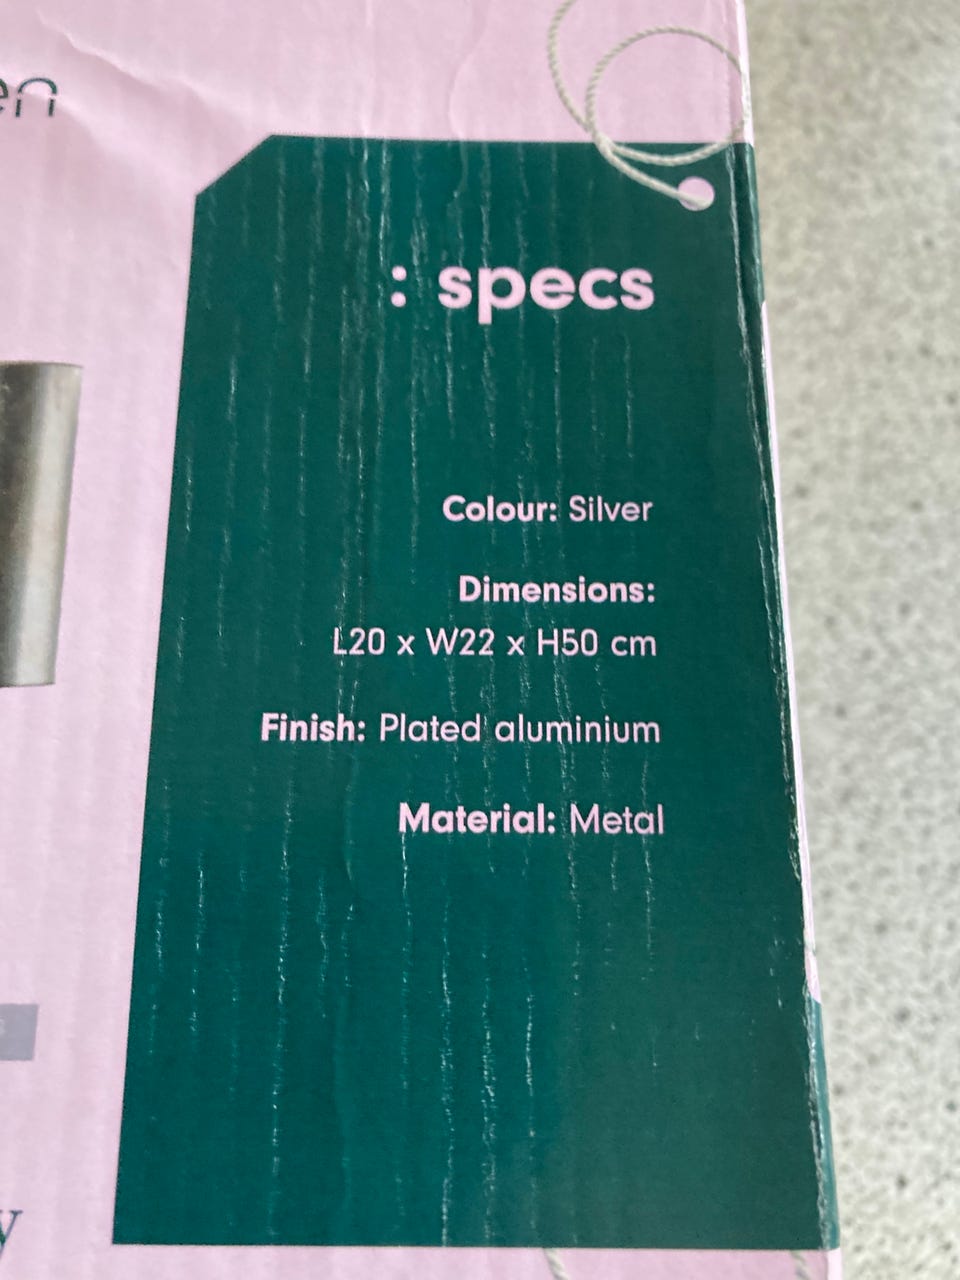 : specs
Colour: Silver
Dimensions:
L20 x W22 x H50 cm
Finish: Plated aluminium
Material: Metal